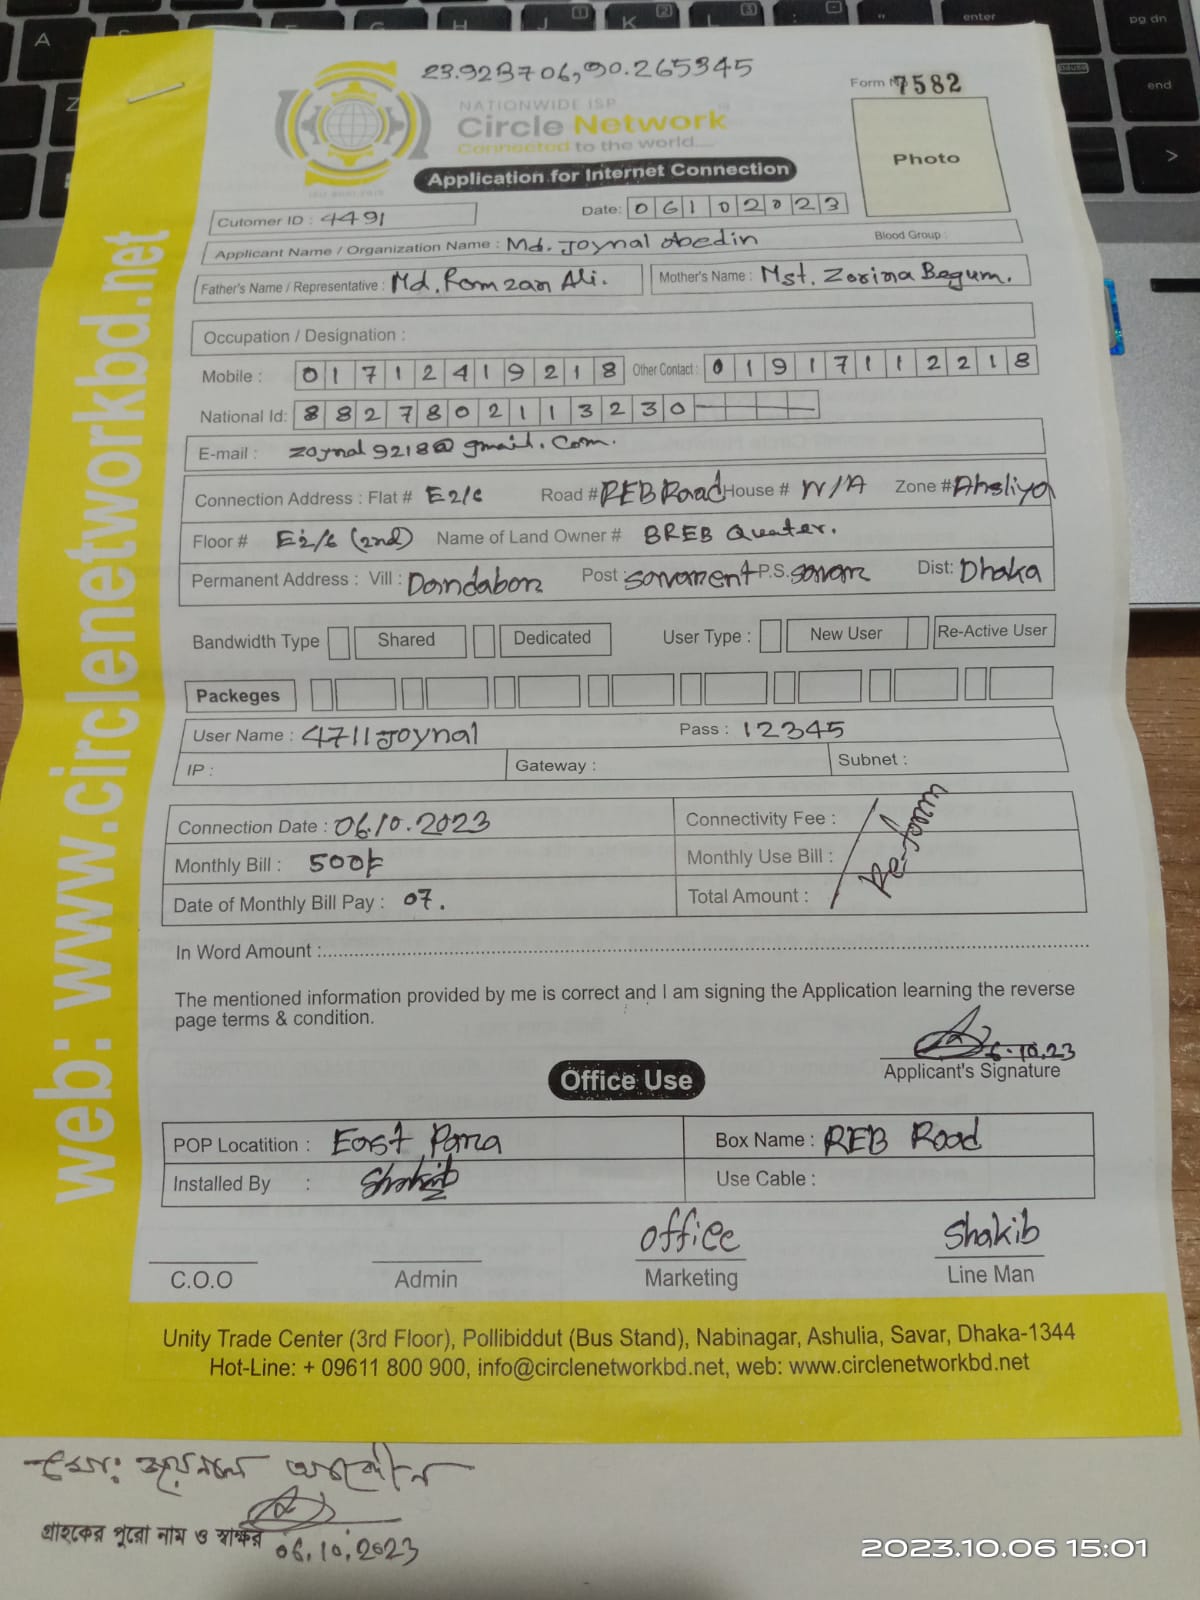 23.923706,90.265345
Form No 7582
NATIONWIDE ISP
Circle Network
Connected to the world....
Photo
Application for Internet Connection
Cutomer ID : 4491
Date: 06102023
Applicant Name / Organization Name : Md. Joynal obedin
Blood Group :
Father's Name / Representative : Md. Romzan Ali.
Mother's Name : Mst. Zorina Begum.
Occupation / Designation :
Mobile : 01712419218 Other Contact : 01917112218
National Id: 8827802113230
E-mail : zoynal9218@gmail.com.
Connection Address : Flat # E2/6 Road # REB Road House # N/A Zone # Ahsliya
Floor # E2/6 (2nd) Name of Land Owner # BREB Quater.
Permanent Address : Vill : Dandabor Post : P.S. savar Dist: Dhaka
Bandwidth Type Shared Dedicated User Type : New User Re-Active User
Packeges
User Name : 4711Joynal Pass : 12345
IP : Gateway : Subnet :
Connection Date : 06.10.2023 Connectivity Fee :
Monthly Bill : 500/- Monthly Use Bill :
Date of Monthly Bill Pay : 07. Total Amount :
Re-form
In Word Amount :
The mentioned information provided by me is correct and I am signing the Application learning the reverse
page terms & condition.
6.10.23
Applicant's Signature
Office Use
POP Locatition : East Para Box Name : REB Road
Installed By : Shakib Use Cable :
office Shakib
C.O.O Admin Marketing Line Man
Unity Trade Center (3rd Floor), Pollibiddut (Bus Stand), Nabinagar, Ashulia, Savar, Dhaka-1344
Hot-Line: + 09611 800 900, info@circlenetworkbd.net, web: www.circlenetworkbd.net
web: www.circlenetworkbd.net
মো: জয়নাল আবেদীন
গ্রাহকের পুরো নাম ও স্বাক্ষর
06.10.2023
2023.10.06 15:01